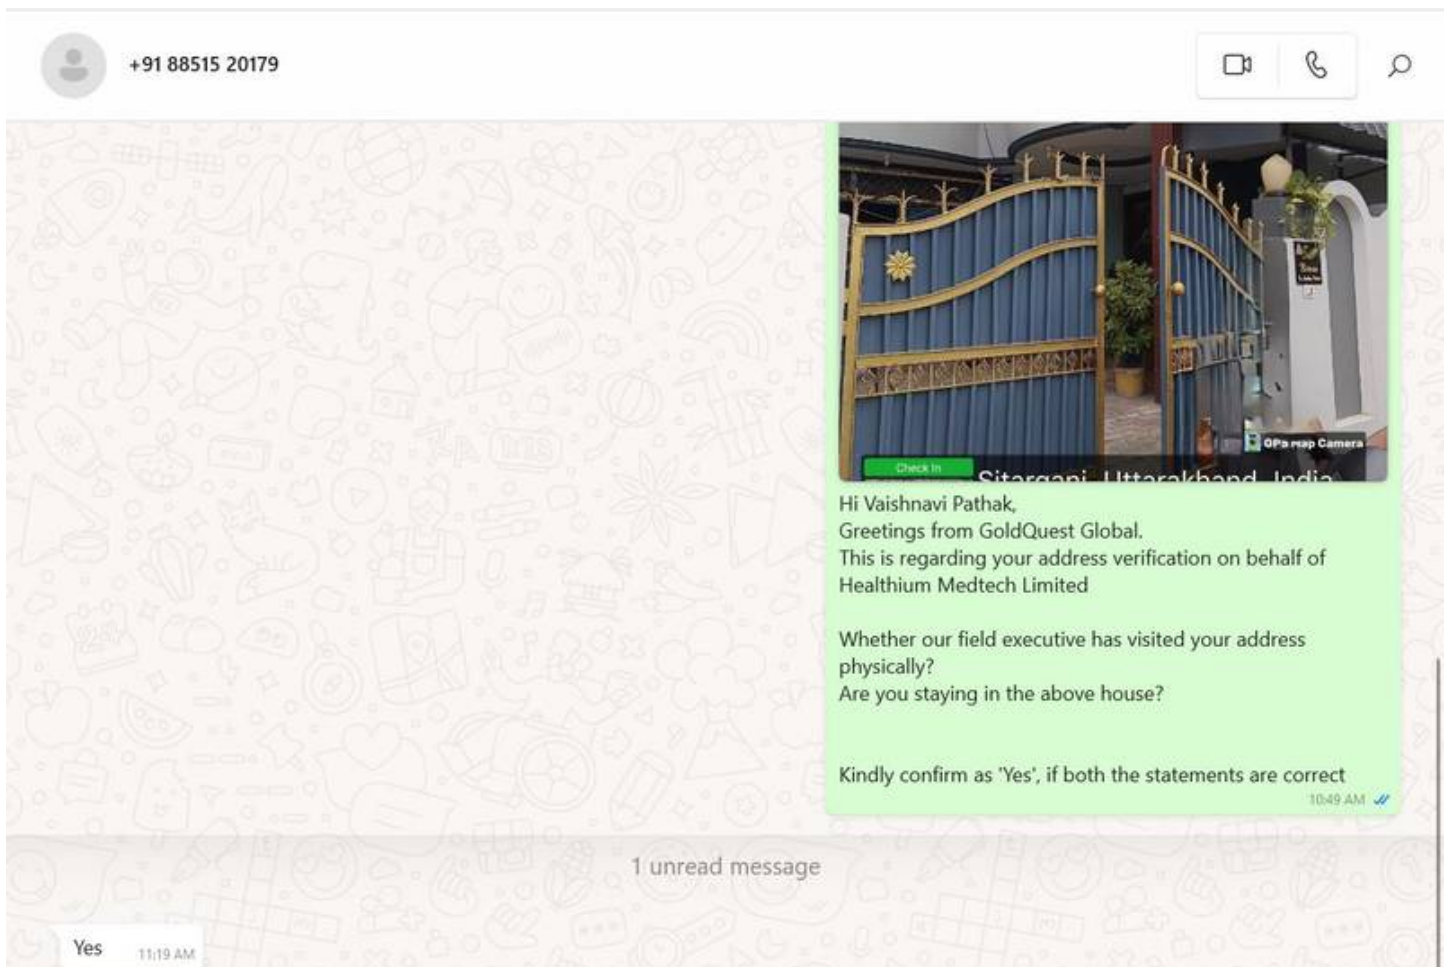 +91 88515 20179
GPS Map Camera
Check In
Sitarganj, Uttarakhand, India
Hi Vaishnavi Pathak,
Greetings from GoldQuest Global.
This is regarding your address verification on behalf of
Healthium Medtech Limited
Whether our field executive has visited your address
physically?
Are you staying in the above house?
Kindly confirm as 'Yes', if both the statements are correct
10:49 AM
1 unread message
Yes
11:19 AM